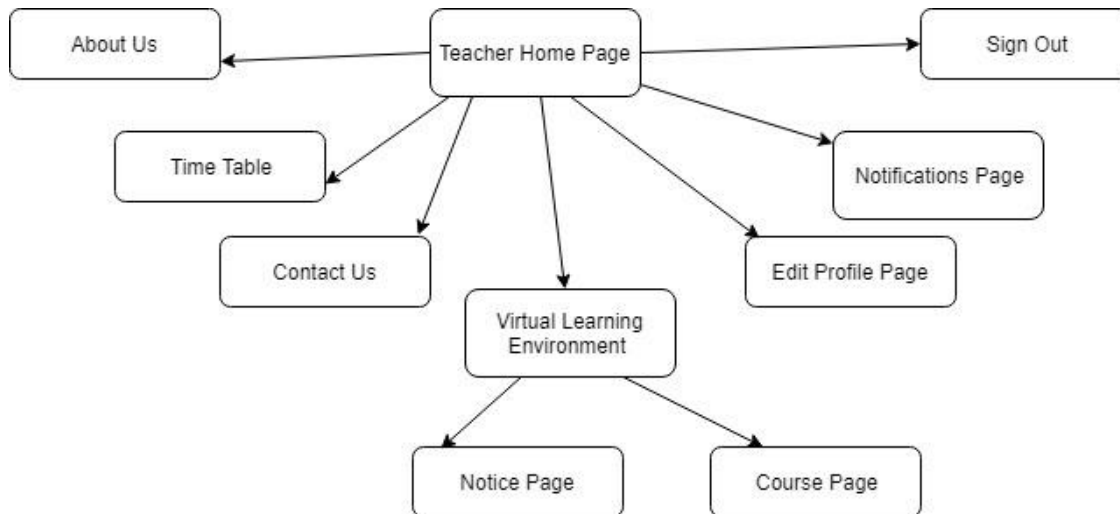 About Us
Teacher Home Page
Sign Out
Time Table
Notifications Page
Contact Us
Edit Profile Page
Virtual Learning
Environment
Notice Page
Course Page